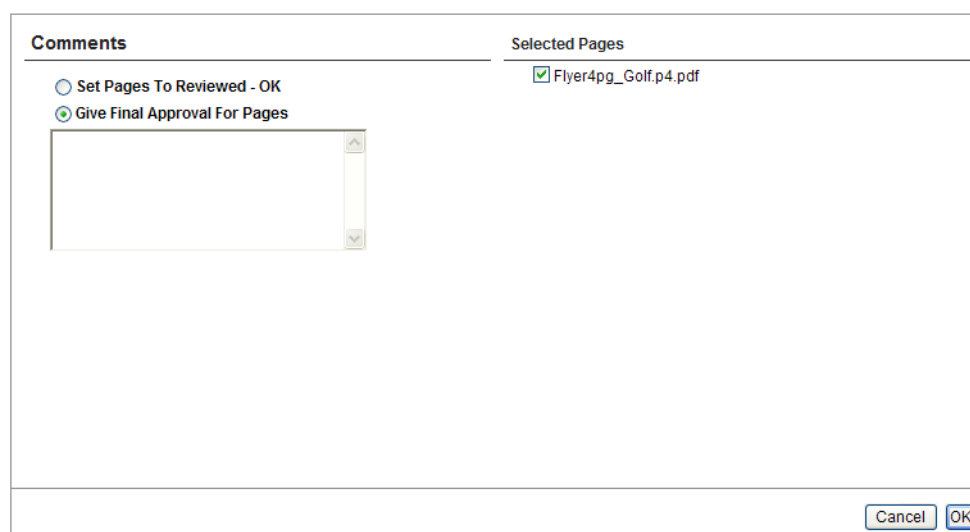 Comments
Set Pages To Reviewed - OK
Give Final Approval For Pages
Selected Pages
Flyer4pg_Golf.p4.pdf
Cancel
OK